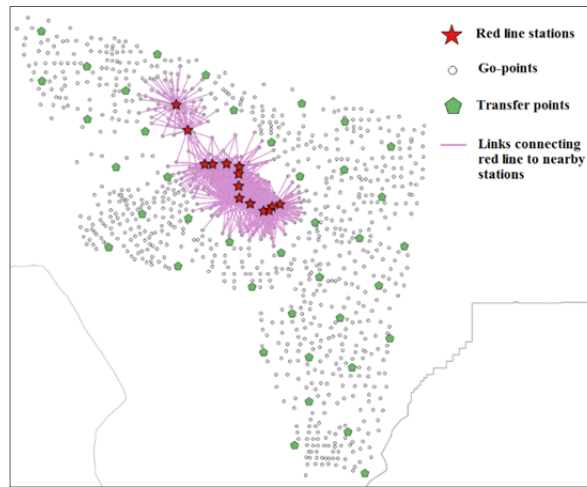 Red line stations
Go-points
Transfer points
Links connecting
red line to nearby
stations